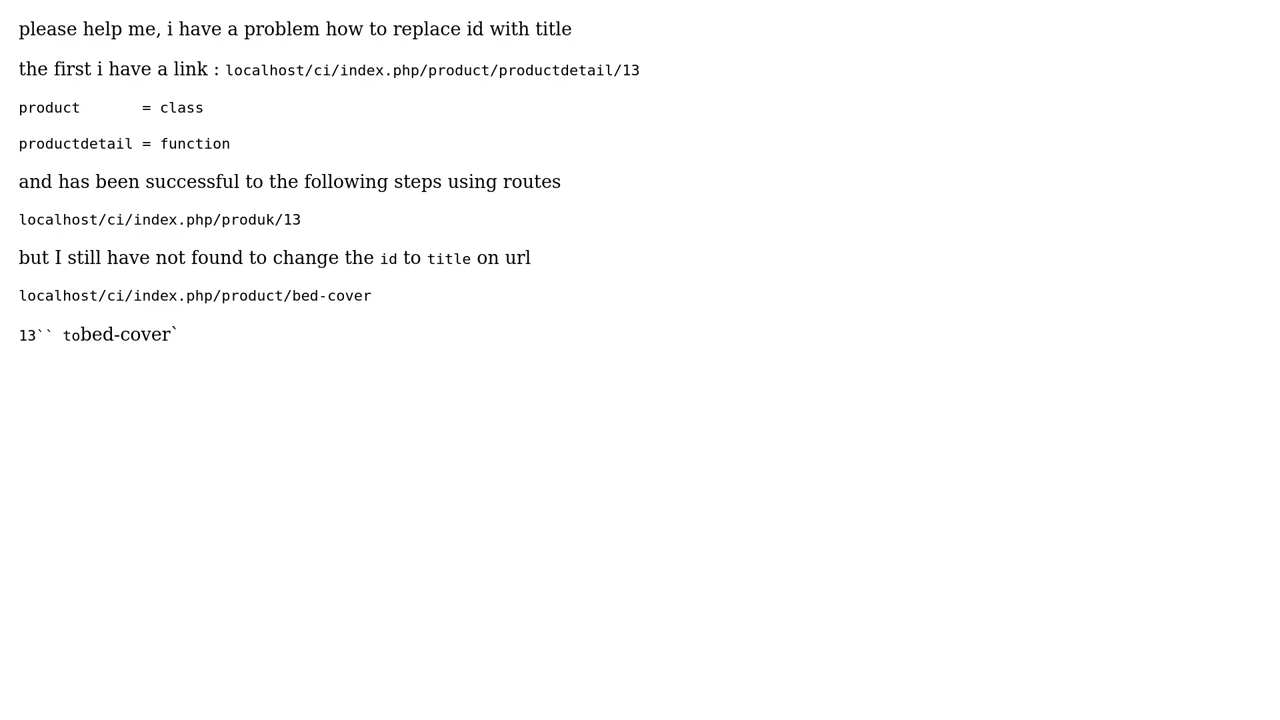 please help me, i have a problem how to replace id with title
the first i have a link : localhost/ci/index.php/product/productdetail/13
product       = class
productdetail = function
and has been successful to the following steps using routes
localhost/ci/index.php/produk/13
but I still have not found to change the id to title on url
localhost/ci/index.php/product/bed-cover
13`` tobed-cover`